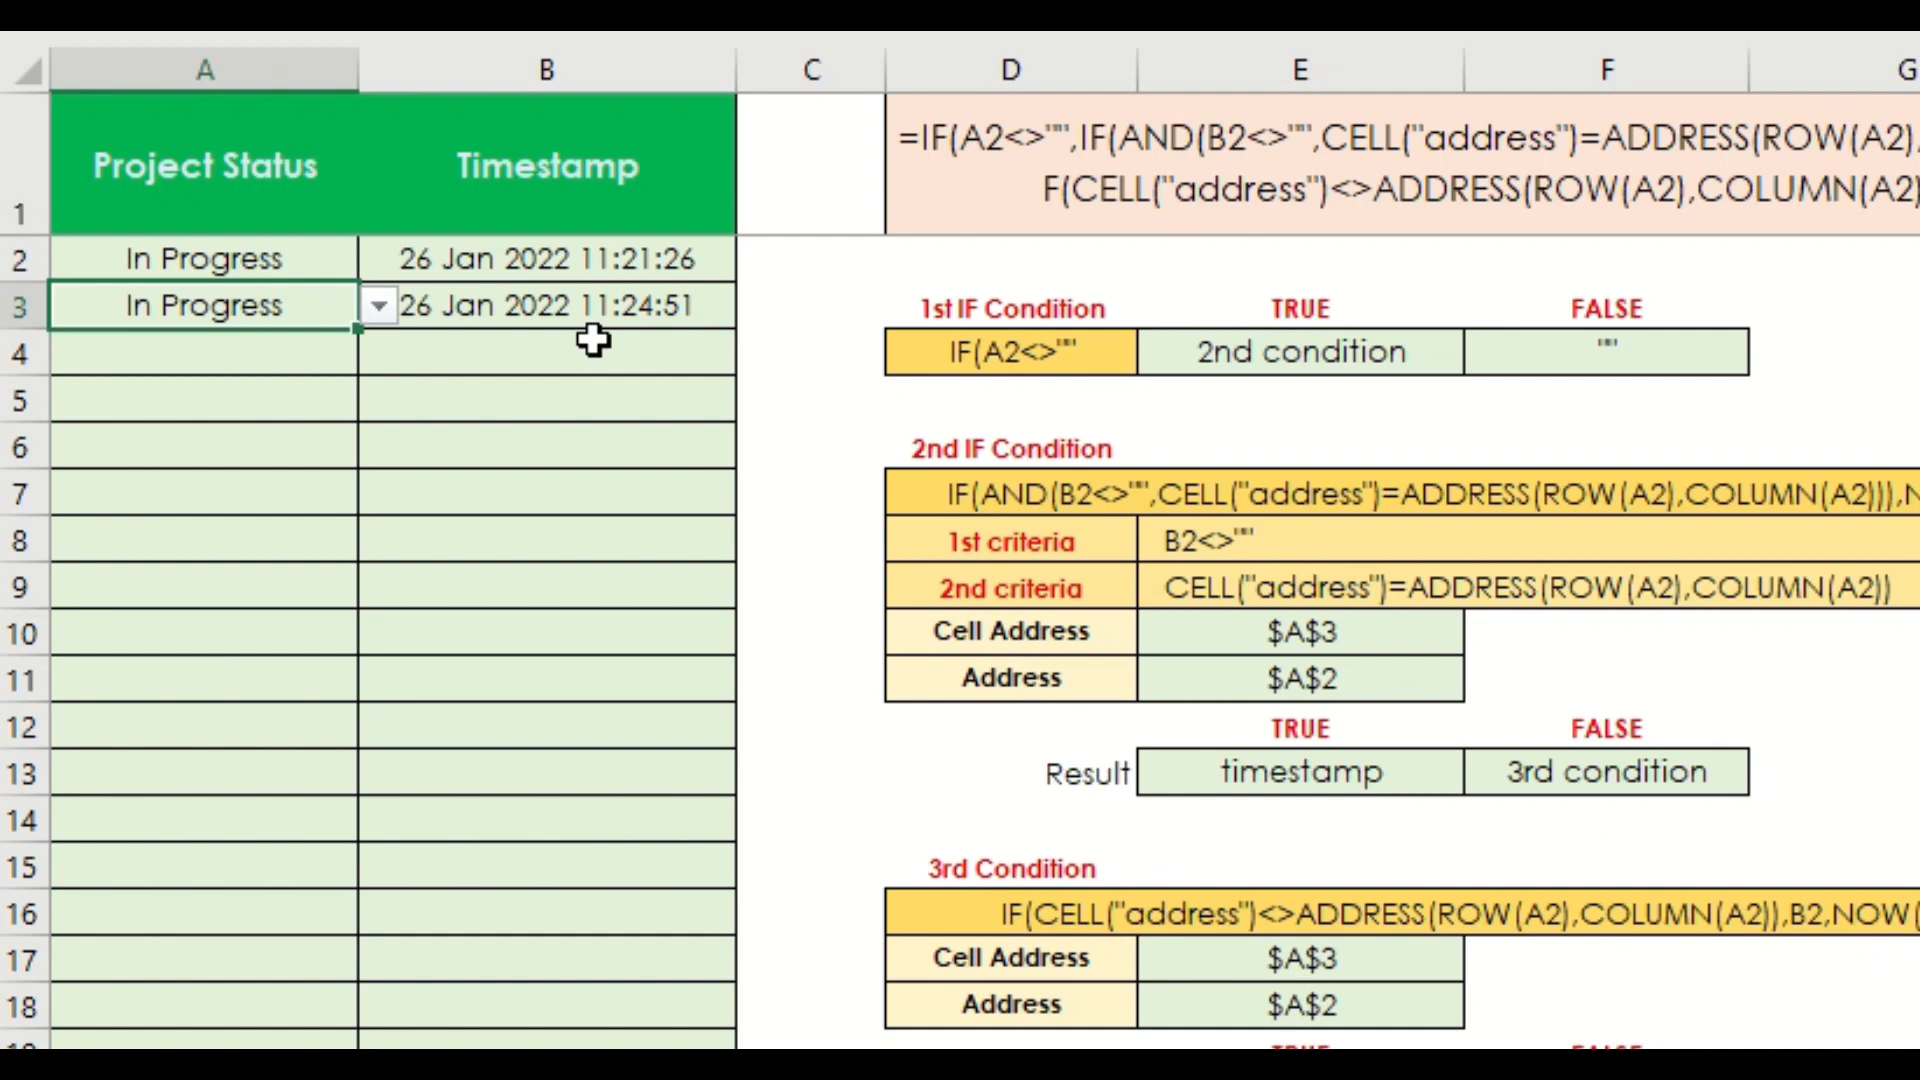 A B C D E F G
1 Project Status Timestamp =IF(A2<>"",IF(AND(B2<>"",CELL("address")=ADDRESS(ROW(A2),
F(CELL("address")<>ADDRESS(ROW(A2),COLUMN(A2)
2 In Progress 26 Jan 2022 11:21:26
3 In Progress 26 Jan 2022 11:24:51 1st IF Condition TRUE FALSE
4 IF(A2<>"" 2nd condition ""
5
6 2nd IF Condition
7 IF(AND(B2<>"",CELL("address")=ADDRESS(ROW(A2),COLUMN(A2))),N
8 1st criteria B2<>""
9 2nd criteria CELL("address")=ADDRESS(ROW(A2),COLUMN(A2))
10 Cell Address $A$3
11 Address $A$2
12 TRUE FALSE
13 Result timestamp 3rd condition
14
15 3rd Condition
16 IF(CELL("address")<>ADDRESS(ROW(A2),COLUMN(A2)),B2,NOW(
17 Cell Address $A$3
18 Address $A$2